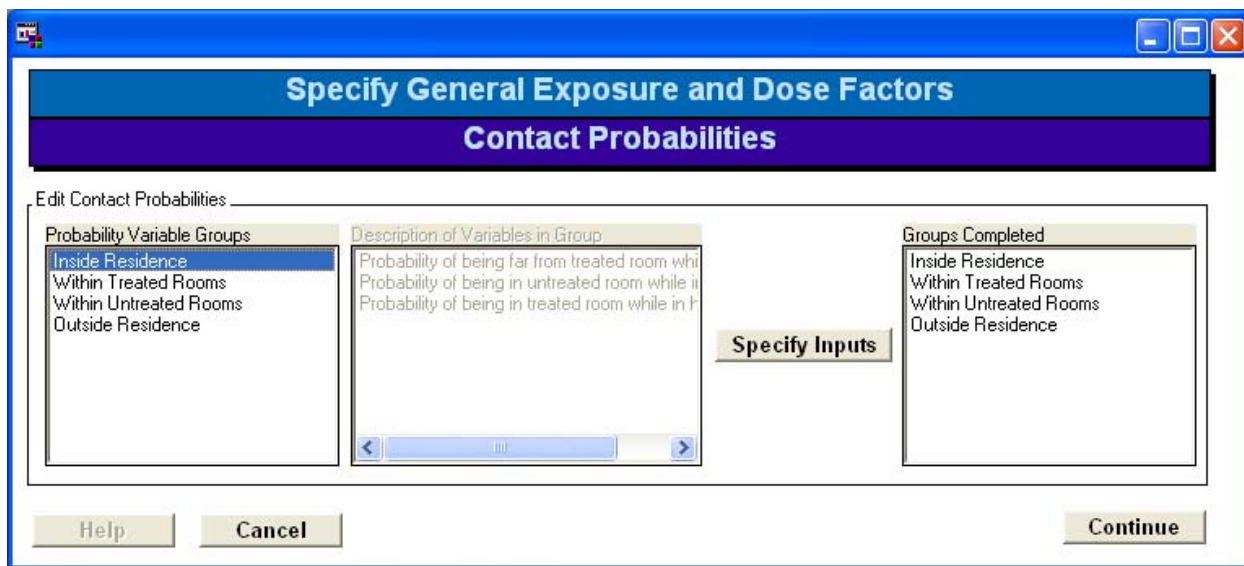 Specify General Exposure and Dose Factors
Contact Probabilities
Edit Contact Probabilities
Probability Variable Groups
Inside Residence
Within Treated Rooms
Within Untreated Rooms
Outside Residence
Description of Variables in Group
Probability of being far from treated room whi
Probability of being in untreated room while
Probability of being in treated room while in
Specify Inputs
Groups Completed
Inside Residence
Within Treated Rooms
Within Untreated Rooms
Outside Residence
Help
Cancel
Continue